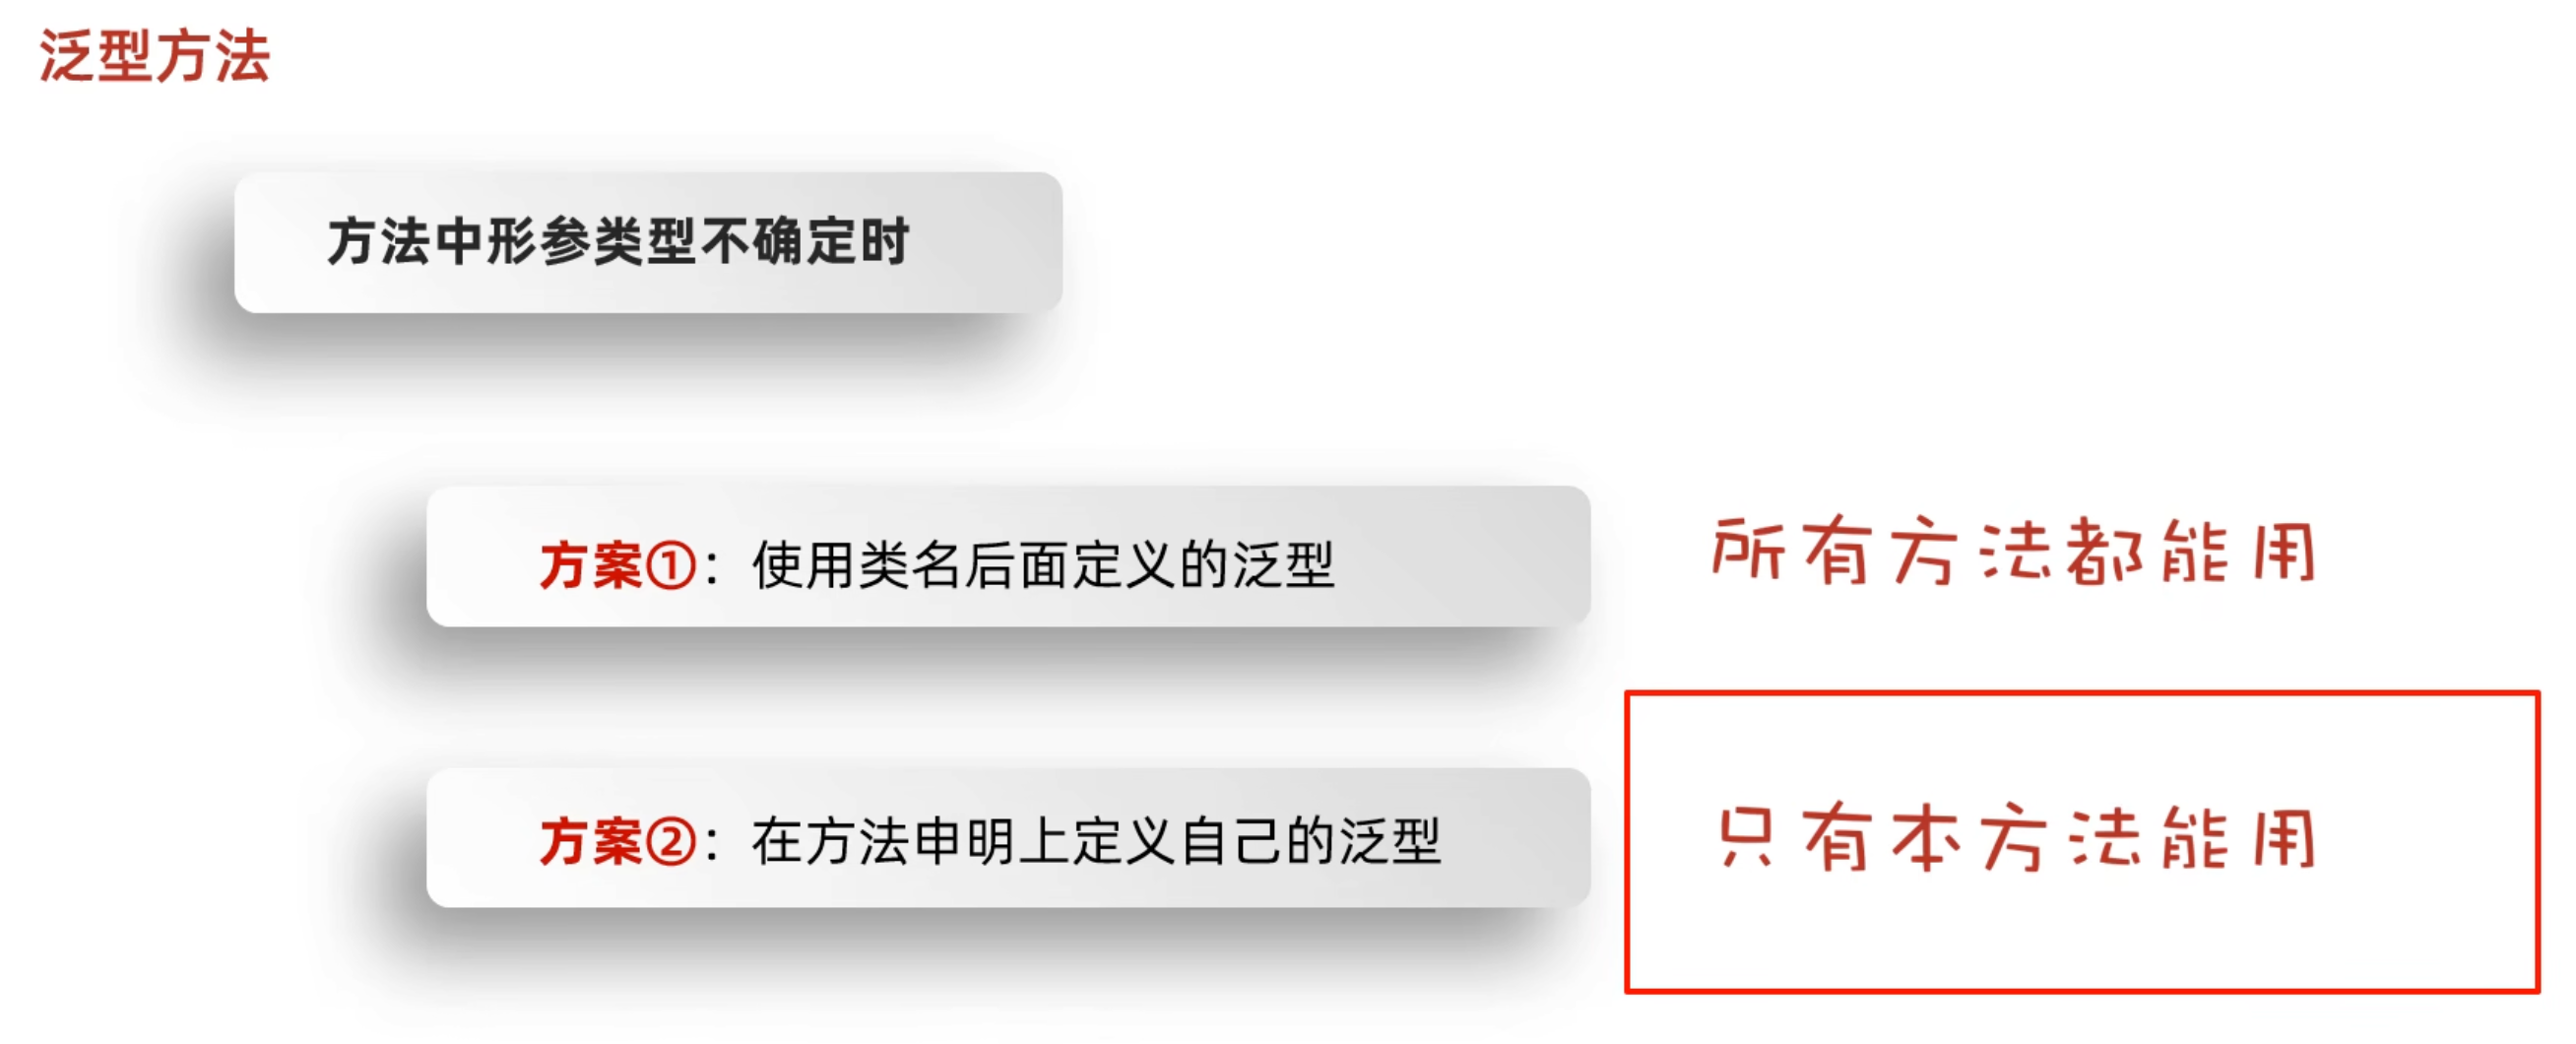 泛型方法
方法中形参类型不确定时
方案①：使用类名后面定义的泛型
所有方法都能用
方案②：在方法申明上定义自己的泛型
只有本方法能用